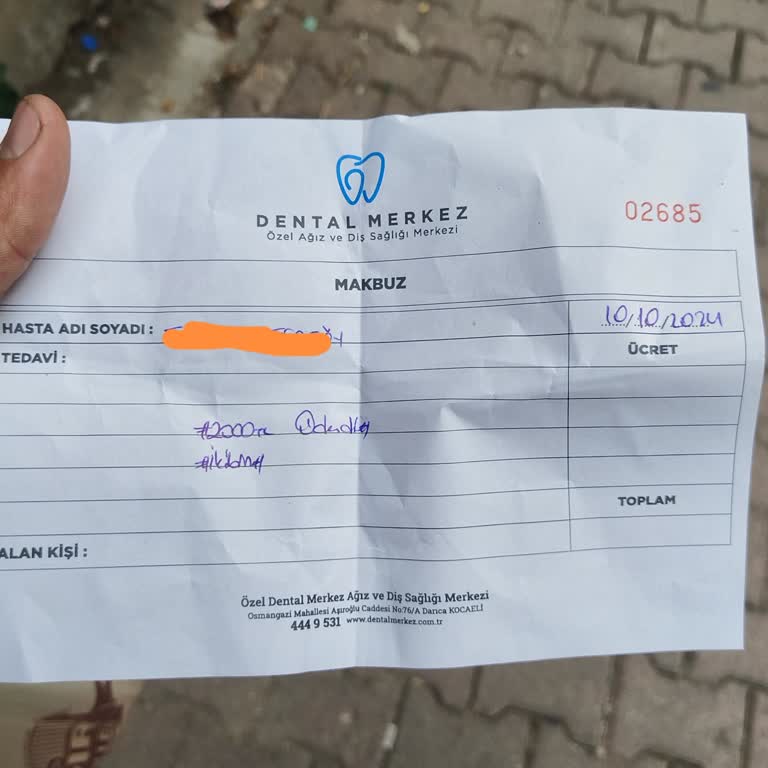 DENTAL MERKEZ
Özel Ağız ve Diş Sağlığı Merkezi
02685
MAKBUZ
HASTA ADI SOYADI :
10/10/2024
TEDAVİ :
ÜCRET
#2000TL Ödendi#
#ikibin#
TOPLAM
ALAN KİŞİ :
Özel Dental Merkez Ağız ve Diş Sağlığı Merkezi
Osmangazi Mahallesi Aşıroğlu Caddesi No:76/A Darıca KOCAELİ
444 9 531 www.dentalmerkez.com.tr